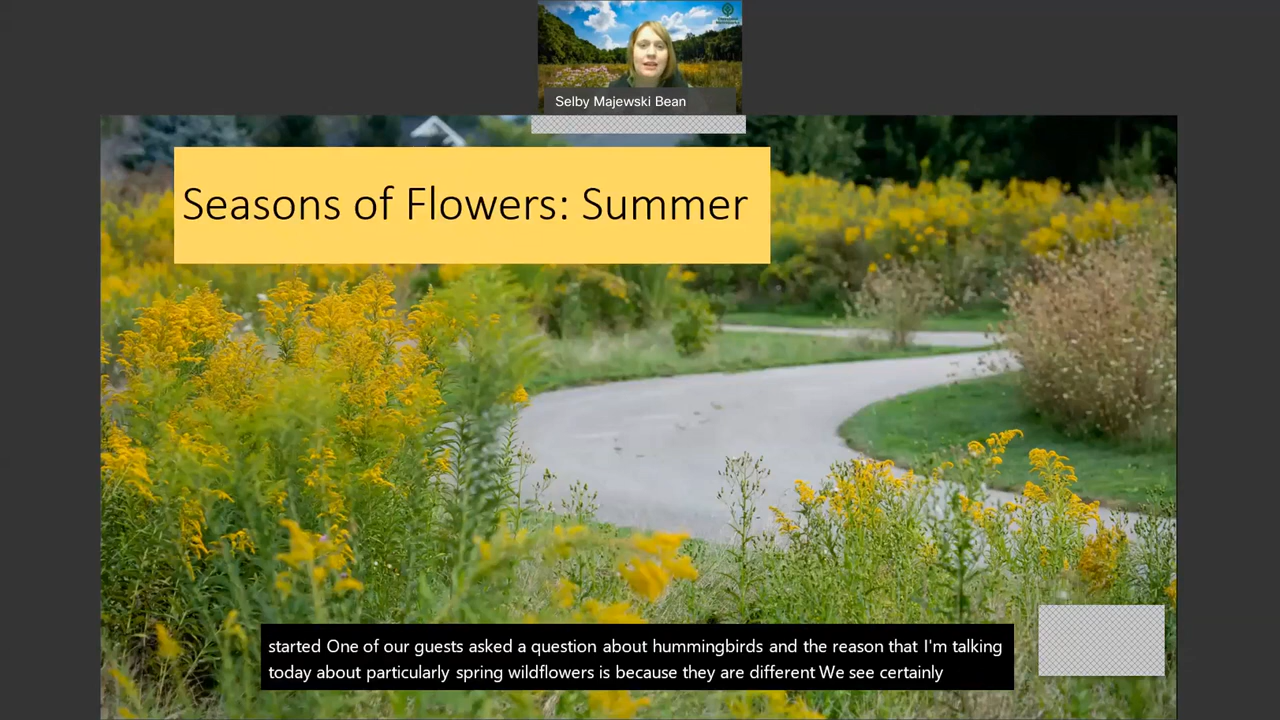 Selby Majewski Bean
Seasons of Flowers: Summer
started One of our guests asked a question about hummingbirds and the reason that I'm talking
today about particularly spring wildflowers is because they are different We see certainly